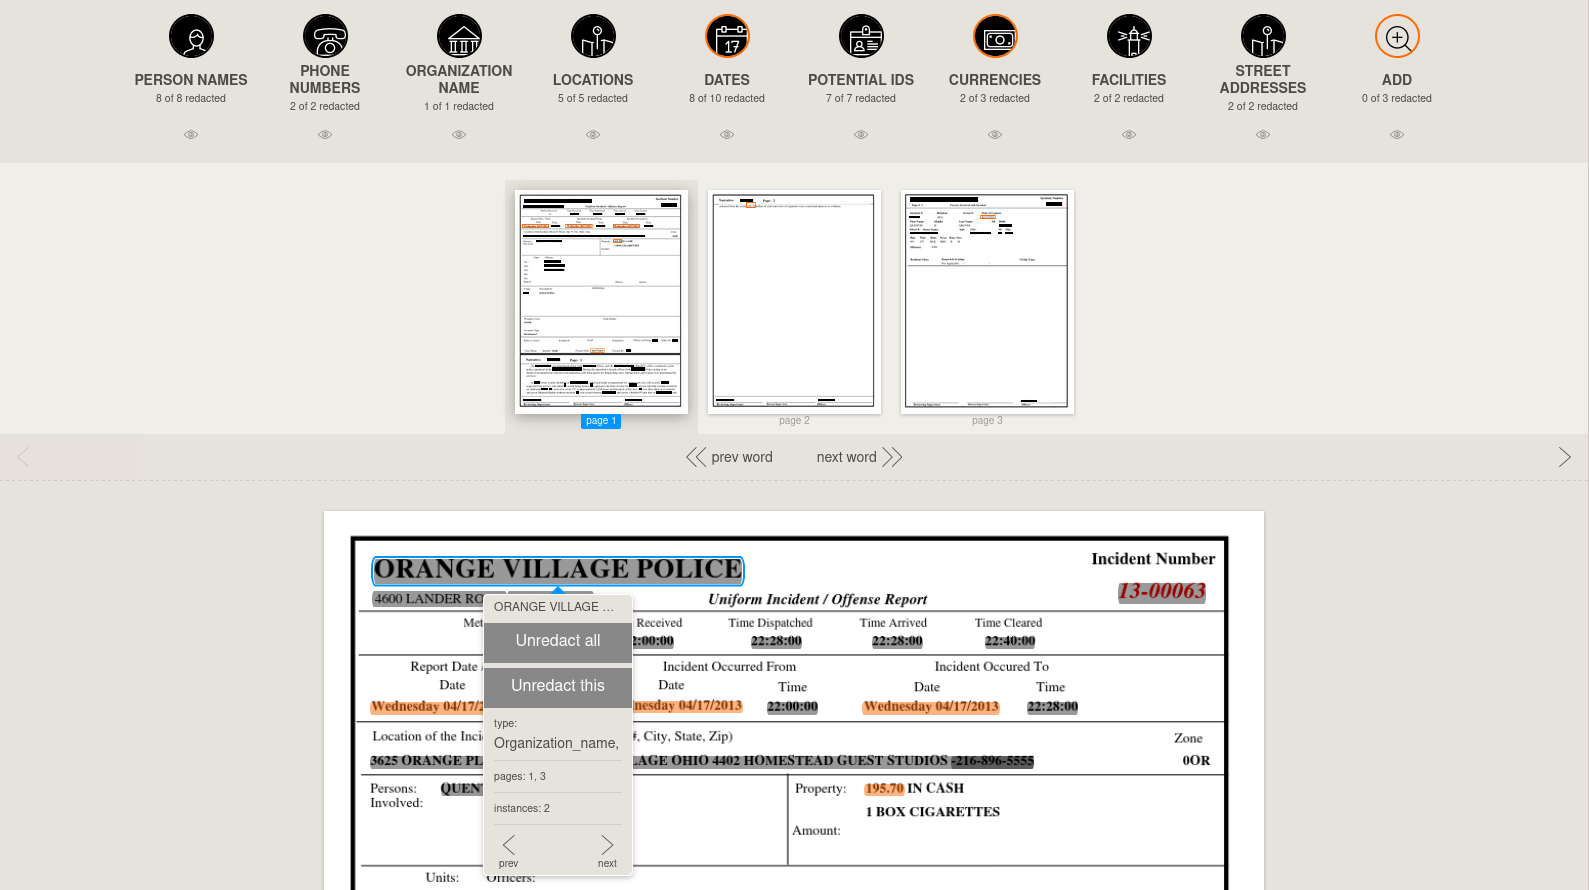 PERSON NAMES
8 of 8 redacted
PHONE NUMBERS
2 of 2 redacted
ORGANIZATION NAME
1 of 1 redacted
LOCATIONS
5 of 5 redacted
17
DATES
8 of 10 redacted
POTENTIAL IDS
7 of 7 redacted
CURRENCIES
2 of 3 redacted
FACILITIES
2 of 2 redacted
STREET ADDRESSES
2 of 2 redacted
ADD
0 of 3 redacted
page 1
page 2
page 3
prev word
next word
ORANGE VILLAGE POLICE
Incident Number
4600 LANDER RO
13-00063
Uniform Incident / Offense Report
ORANGE VILLAGE ...
Unredact all
Unredact this
type:
Organization_name,
pages: 1, 3
instances: 2
prev
next
Met
Received
Time Dispatched
Time Arrived
Time Cleared
2:00:00
22:28:00
22:28:00
22:40:00
Report Date
Incident Occurred From
Incident Occured To
Date
Date
Time
Date
Time
Wednesday 04/17/2
nesday 04/17/2013
22:00:00
Wednesday 04/17/2013
22:28:00
Location of the Inci
#, City, State, Zip)
Zone
3625 ORANGE PL
LAGE OHIO 4402 HOMESTEAD GUEST STUDIOS -216-896-5555
0OR
Persons:
QUEN
Property:
195.70 IN CASH
Involved:
1 BOX CIGARETTES
Amount:
Units:
Officers: